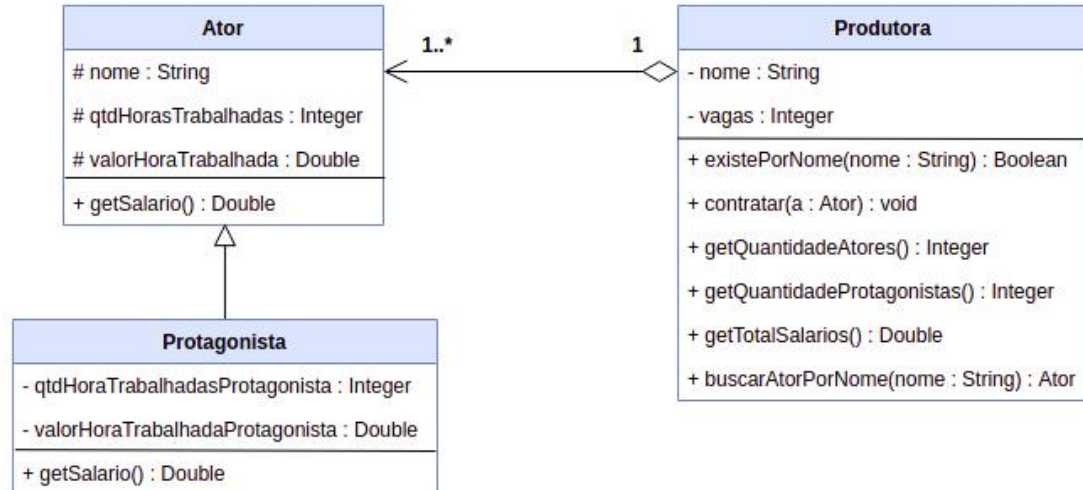 Ator
# nome : String
# qtdHorasTrabalhadas : Integer
# valorHoraTrabalhada : Double
+ getSalario() : Double
1..*
1
Produtora
- nome : String
- vagas : Integer
+ existePorNome(nome : String) : Boolean
+ contratar(a : Ator) : void
+ getQuantidadeAtores() : Integer
+ getQuantidadeProtagonistas() : Integer
+ getTotalSalarios() : Double
+ buscarAtorPorNome(nome : String) : Ator
Protagonista
- qtdHoraTrabalhadasProtagonista : Integer
- valorHoraTrabalhadaProtagonista : Double
+ getSalario() : Double